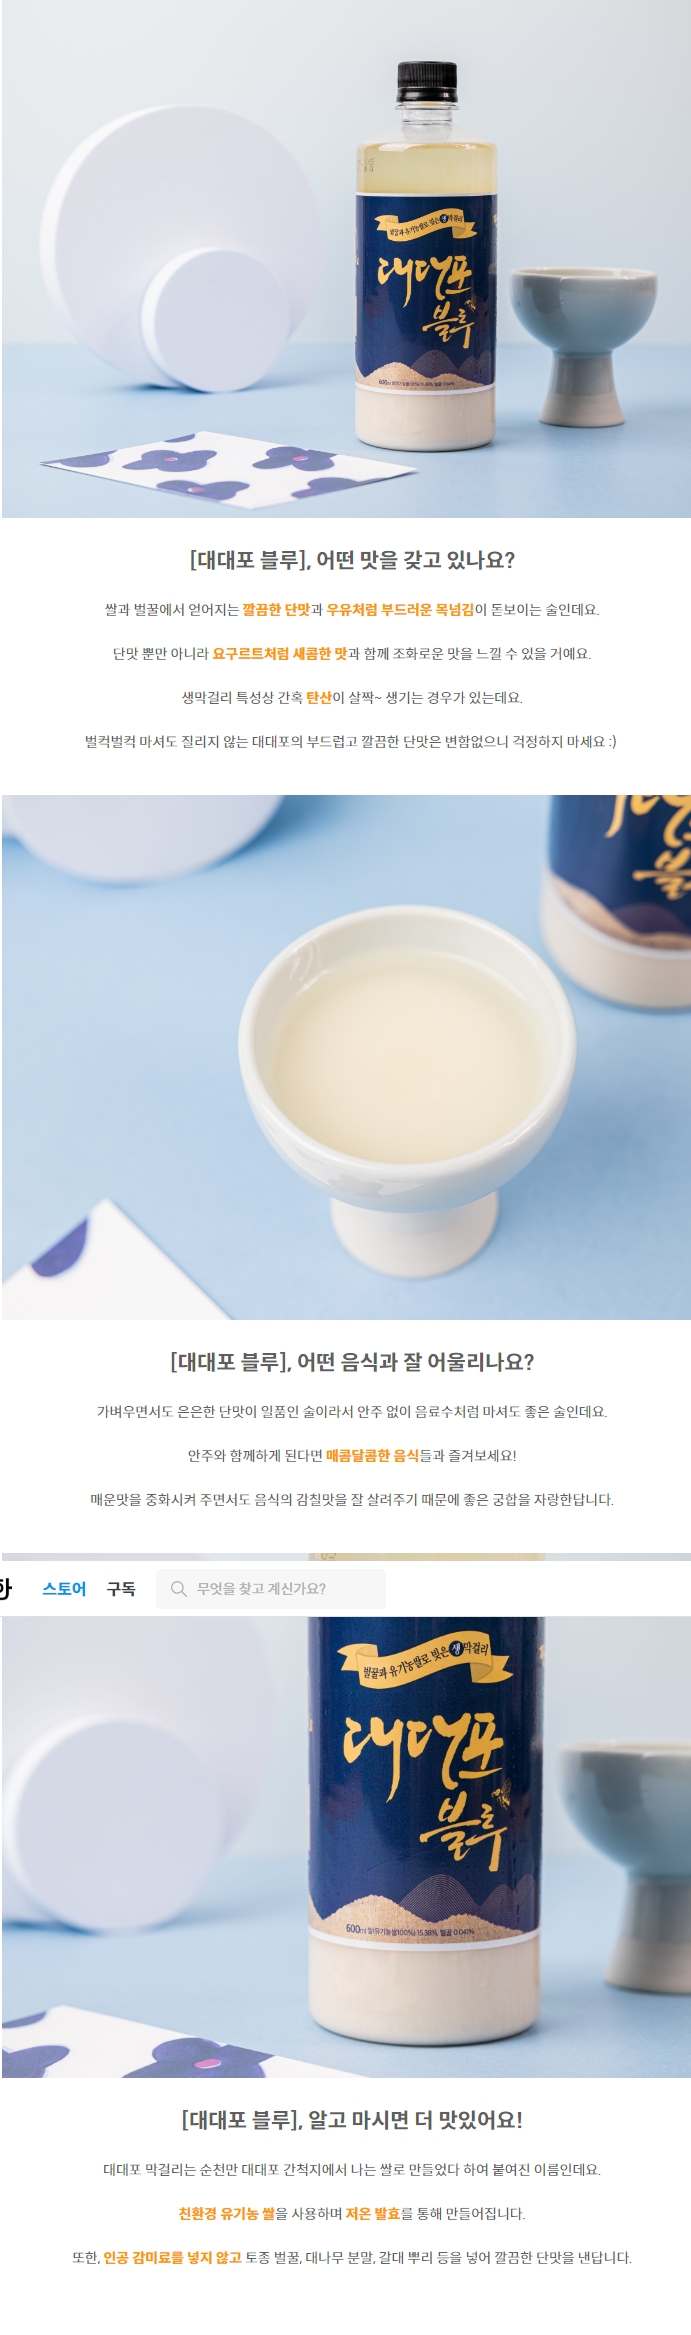 벌꿀과 유기농쌀로 빚은 생막걸리
대대포
블루
[대대포 블루], 어떤 맛을 갖고 있나요?
쌀과 벌꿀에서 얻어지는 깔끔한 단맛과 우유처럼 부드러운 목넘김이 돋보이는 술인데요.
단맛 뿐만 아니라 요구르트처럼 새콤한 맛과 함께 조화로운 맛을 느낄 수 있을 거예요.
생막걸리 특성상 간혹 탄산이 살짝~ 생기는 경우가 있는데요.
벌컥벌컥 마셔도 질리지 않는 대대포의 부드럽고 깔끔한 단맛은 변함없으니 걱정하지 마세요 :)
블루
[대대포 블루], 어떤 음식과 잘 어울리나요?
가벼우면서도 은은한 단맛이 일품인 술이라서 안주 없이 음료수처럼 마셔도 좋은 술인데요.
안주와 함께하게 된다면 매콤달콤한 음식들과 즐겨보세요!
매운맛을 중화시켜 주면서도 음식의 감칠맛을 잘 살려주기 때문에 좋은 궁합을 자랑한답니다.
스토어 구독 무엇을 찾고 계신가요?
벌꿀과 유기농쌀로 빚은 생막걸리
대대포
블루
600ml 쌀(유기농쌀100%) 15.38%, 벌꿀 0.041%
[대대포 블루], 알고 마시면 더 맛있어요!
대대포 막걸리는 순천만 대대포 간척지에서 나는 쌀로 만들었다 하여 붙여진 이름인데요.
친환경 유기농 쌀을 사용하며 저온 발효를 통해 만들어집니다.
또한, 인공 감미료를 넣지 않고 토종 벌꿀, 대나무 분말, 갈대 뿌리 등을 넣어 깔끔한 단맛을 낸답니다.